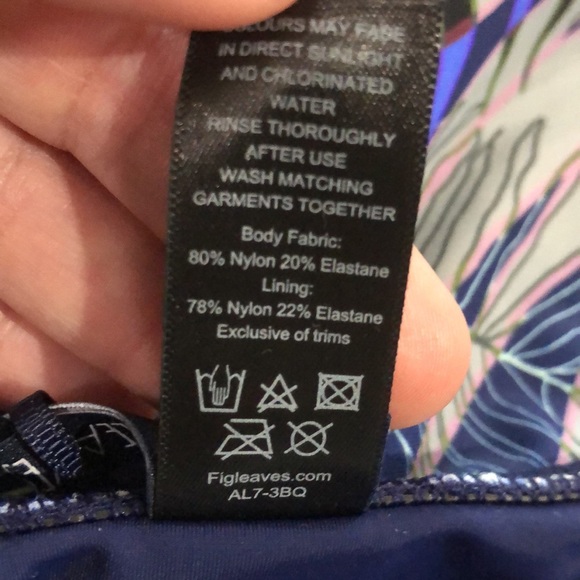 COLOURS MAY FADE
IN DIRECT SUNLIGHT
AND CHLORINATED
WATER
RINSE THOROUGHLY
AFTER USE
WASH MATCHING
GARMENTS TOGETHER
Body Fabric:
80% Nylon 20% Elastane
Lining:
78% Nylon 22% Elastane
Exclusive of trims
Figleaves.com
AL7-3BQ